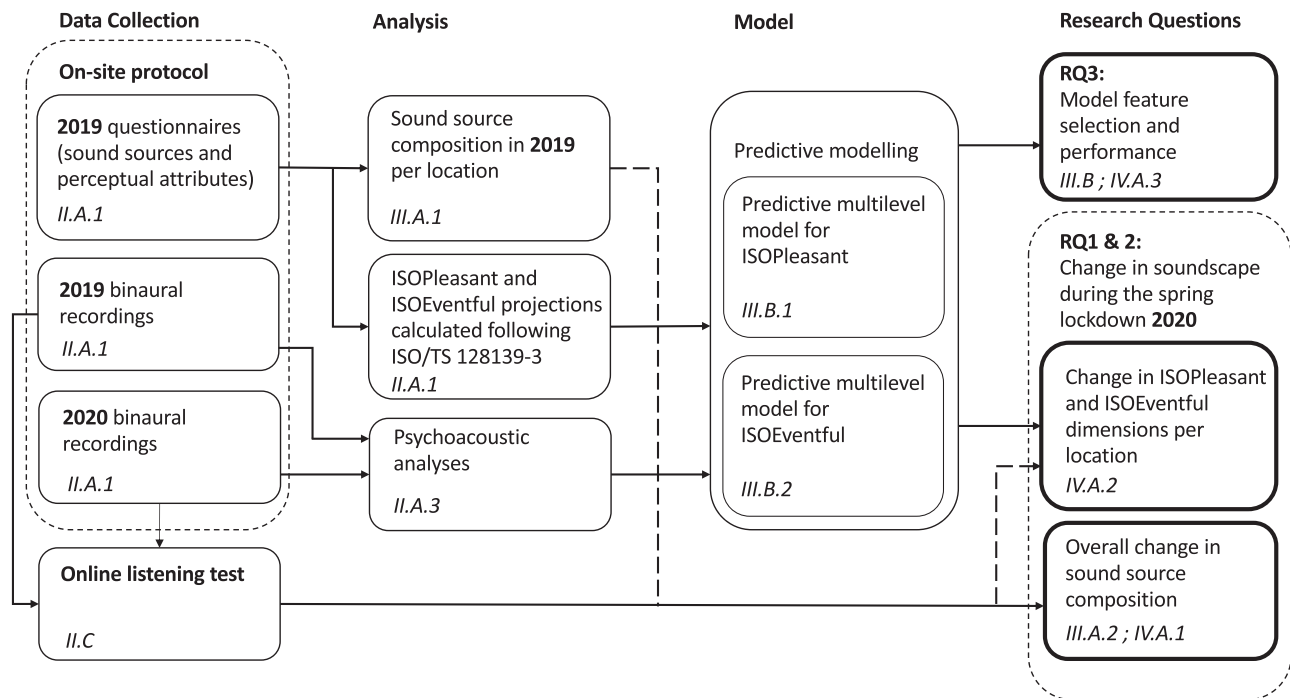 Data Collection
On-site protocol
2019 questionnaires
(sound sources and
perceptual attributes)
II.A.1
2019 binaural
recordings
II.A.1
2020 binaural
recordings
II.A.1
Online listening test
II.C
Analysis
Sound source
composition in 2019
per location
III.A.1
ISOPleasant and
ISOEventful projections
calculated following
ISO/TS 128139-3
II.A.1
Psychoacoustic
analyses
II.A.3
Model
Predictive modelling
Predictive multilevel
model for
ISOPleasant
III.B.1
Predictive multilevel
model for
ISOEventful
III.B.2
Research Questions
RQ3:
Model feature
selection and
performance
III.B ; IV.A.3
RQ1 & 2:
Change in soundscape
during the spring
lockdown 2020
Change in ISOPleasant
and ISOEventful
dimensions per
location
IV.A.2
Overall change in
sound source
composition
III.A.2 ; IV.A.1